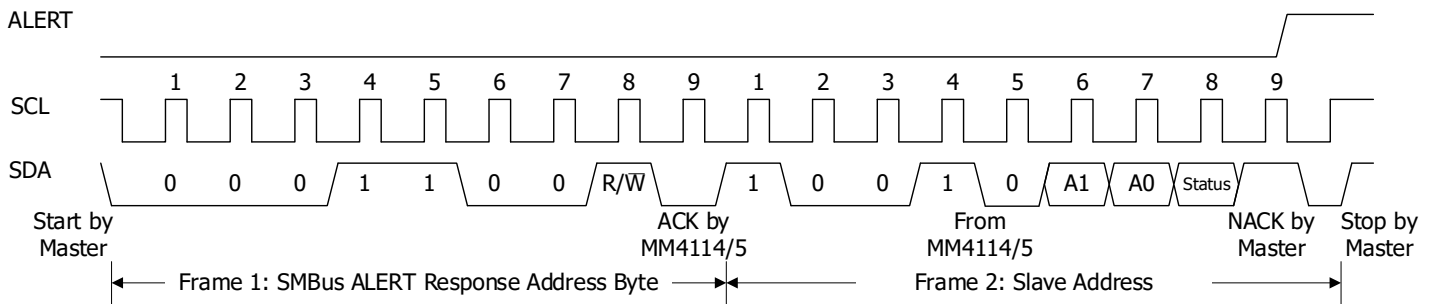 ALERT
1 2 3 4 5 6 7 8 9 1 2 3 4 5 6 7 8 9
SCL
SDA
0 0 0 1 1 0 0 R/W̅ 1 0 0 1 0 A1 A0 Status
Start by
Master
ACK by
MM4114/5
From
MM4114/5
NACK by
Master
Stop by
Master
Frame 1: SMBus ALERT Response Address Byte
Frame 2: Slave Address